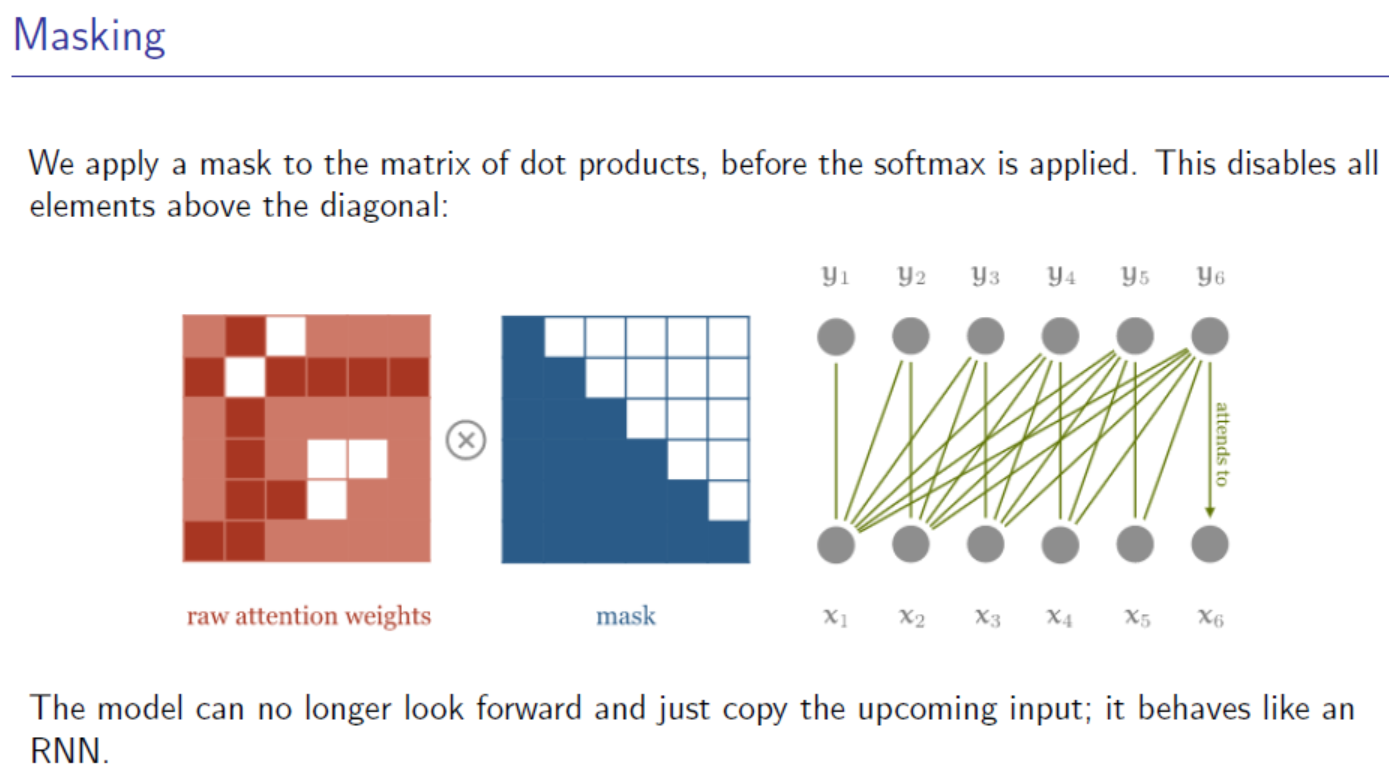 Masking
We apply a mask to the matrix of dot products, before the softmax is applied. This disables all
elements above the diagonal:
y₁ y₂ y₃ y₄ y₅ y₆
attends to
raw attention weights
mask
x₁ x₂ x₃ x₄ x₅ x₆
The model can no longer look forward and just copy the upcoming input; it behaves like an
RNN.